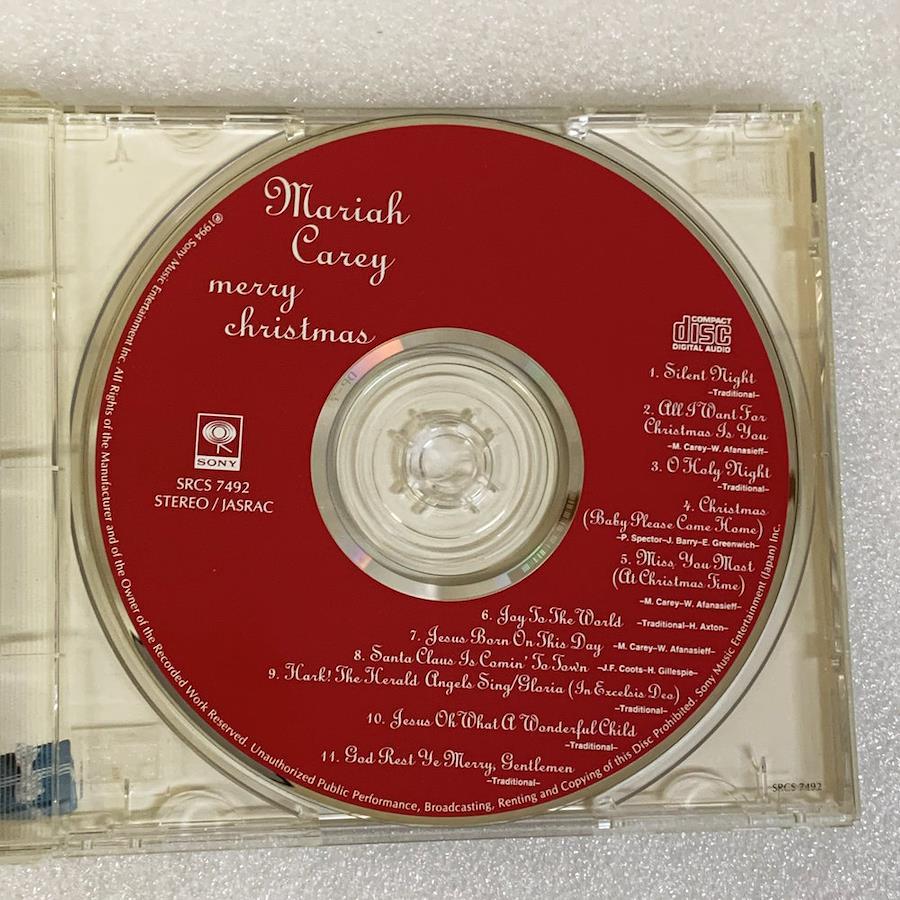 Mariah
Carey
merry
christmas
COMPACT
disc
DIGITAL AUDIO
SONY
SRCS 7492
STEREO / JASRAC
1. Silent Night
–Traditional–
2. All I Want For
Christmas Is You
–M. Carey–W. Afanasieff–
3. O Holy Night
–Traditional–
4. Christmas
(Baby Please Come Home)
–P. Spector–J. Barry–E. Greenwich–
5. Miss You Most
(At Christmas Time)
–M. Carey–W. Afanasieff–
6. Joy To The World –Traditional–H. Axton–
7. Jesus Born On This Day –M. Carey–W. Afanasieff–
8. Santa Claus Is Comin' To Town –J.F. Coots–H. Gillespie–
9. Hark! The Herald Angels Sing/Gloria (In Excelsis Deo)
–Traditional–
10. Jesus Oh What A Wonderful Child
–Traditional–
11. God Rest Ye Merry, Gentlemen
–Traditional–
℗1994 Sony Music Entertainment Inc. All Rights of the Manufacturer and of the Owner of the Recorded Work Reserved. Unauthorized Public Performance, Broadcasting, Renting and Copying of this Disc Prohibited. Sony Music Entertainment (Japan) Inc.
SRCS 7492